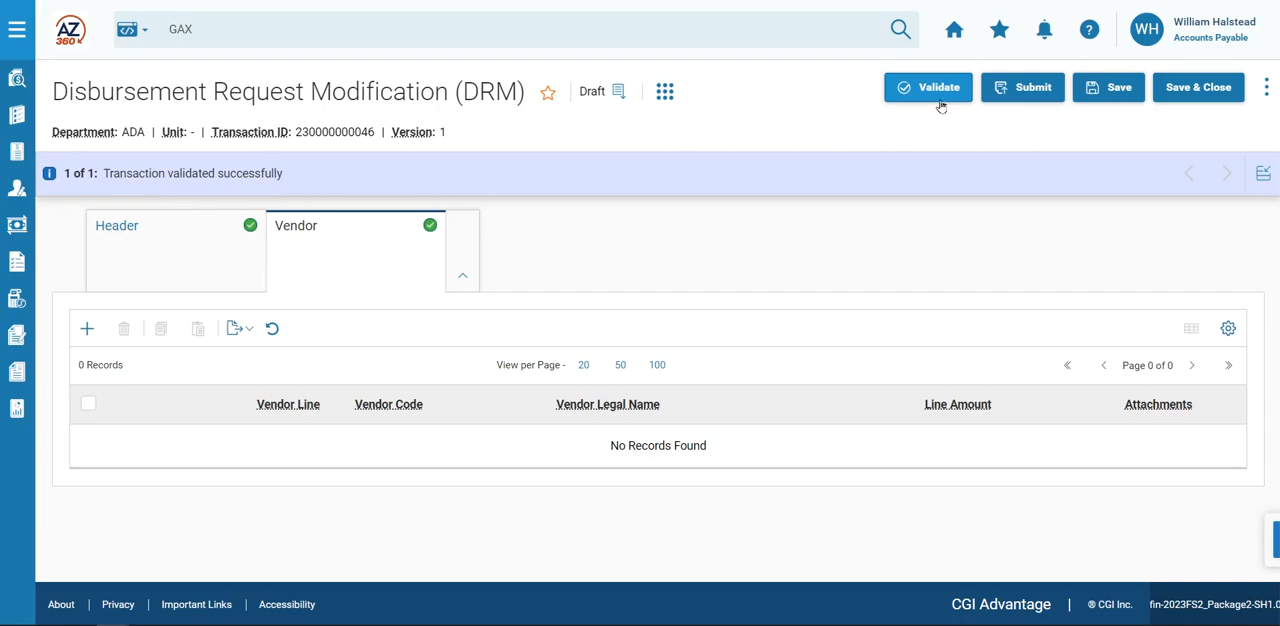 AZ
360
GAX
WH
William Halstead
Accounts Payable
Disbursement Request Modification (DRM)
Draft
Validate
Submit
Save
Save & Close
Department: ADA | Unit: - | Transaction ID: 230000000046 | Version: 1
1 of 1: Transaction validated successfully
Header
Vendor
0 Records
View per Page - 20 50 100
Page 0 of 0
Vendor Line
Vendor Code
Vendor Legal Name
Line Amount
Attachments
No Records Found
About | Privacy | Important Links | Accessibility
CGI Advantage | ® CGI Inc.
fin-2023FS2_Package2-SH1.0